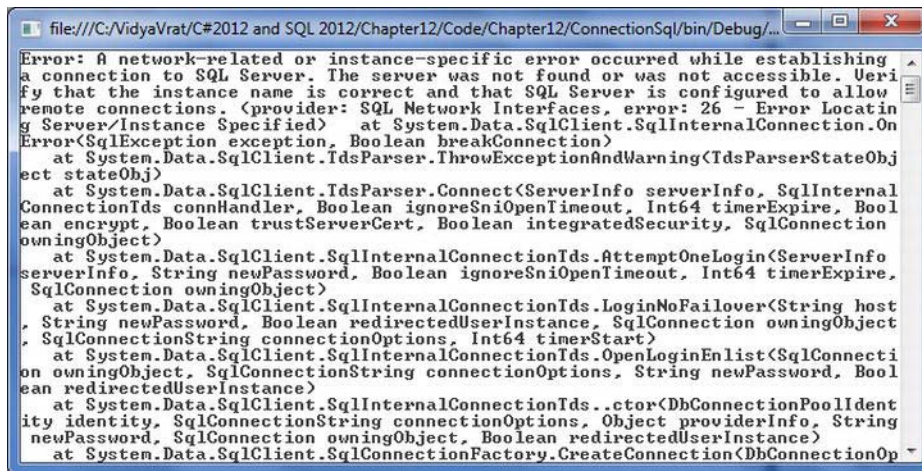 file:///C:/VidyaVrat/C#2012 and SQL 2012/Chapter12/Code/Chapter12/ConnectionSql/bin/Debug/...
Error: A network-related or instance-specific error occurred while establishing
a connection to SQL Server. The server was not found or was not accessible. Veri
fy that the instance name is correct and that SQL Server is configured to allow
remote connections. (provider: SQL Network Interfaces, error: 26 - Error Locatin
g Server/Instance Specified)   at System.Data.SqlClient.SqlInternalConnection.On
Error(SqlException exception, Boolean breakConnection)
   at System.Data.SqlClient.TdsParser.ThrowExceptionAndWarning(TdsParserStateObj
ect stateObj)
   at System.Data.SqlClient.TdsParser.Connect(ServerInfo serverInfo, SqlInternal
ConnectionTds connHandler, Boolean ignoreSniOpenTimeout, Int64 timerExpire, Bool
ean encrypt, Boolean trustServerCert, Boolean integratedSecurity, SqlConnection
owningObject)
   at System.Data.SqlClient.SqlInternalConnectionTds.AttemptOneLogin(ServerInfo
serverInfo, String newPassword, Boolean ignoreSniOpenTimeout, Int64 timerExpire,
 SqlConnection owningObject)
   at System.Data.SqlClient.SqlInternalConnectionTds.LoginNoFailover(String host
, String newPassword, Boolean redirectedUserInstance, SqlConnection owningObject
, SqlConnectionString connectionOptions, Int64 timerStart)
   at System.Data.SqlClient.SqlInternalConnectionTds.OpenLoginEnlist(SqlConnecti
on owningObject, SqlConnectionString connectionOptions, String newPassword, Bool
ean redirectedUserInstance)
   at System.Data.SqlClient.SqlInternalConnectionTds..ctor(DbConnectionPoolIdent
ity identity, SqlConnectionString connectionOptions, Object providerInfo, String
 newPassword, SqlConnection owningObject, Boolean redirectedUserInstance)
   at System.Data.SqlClient.SqlConnectionFactory.CreateConnection(DbConnectionOp